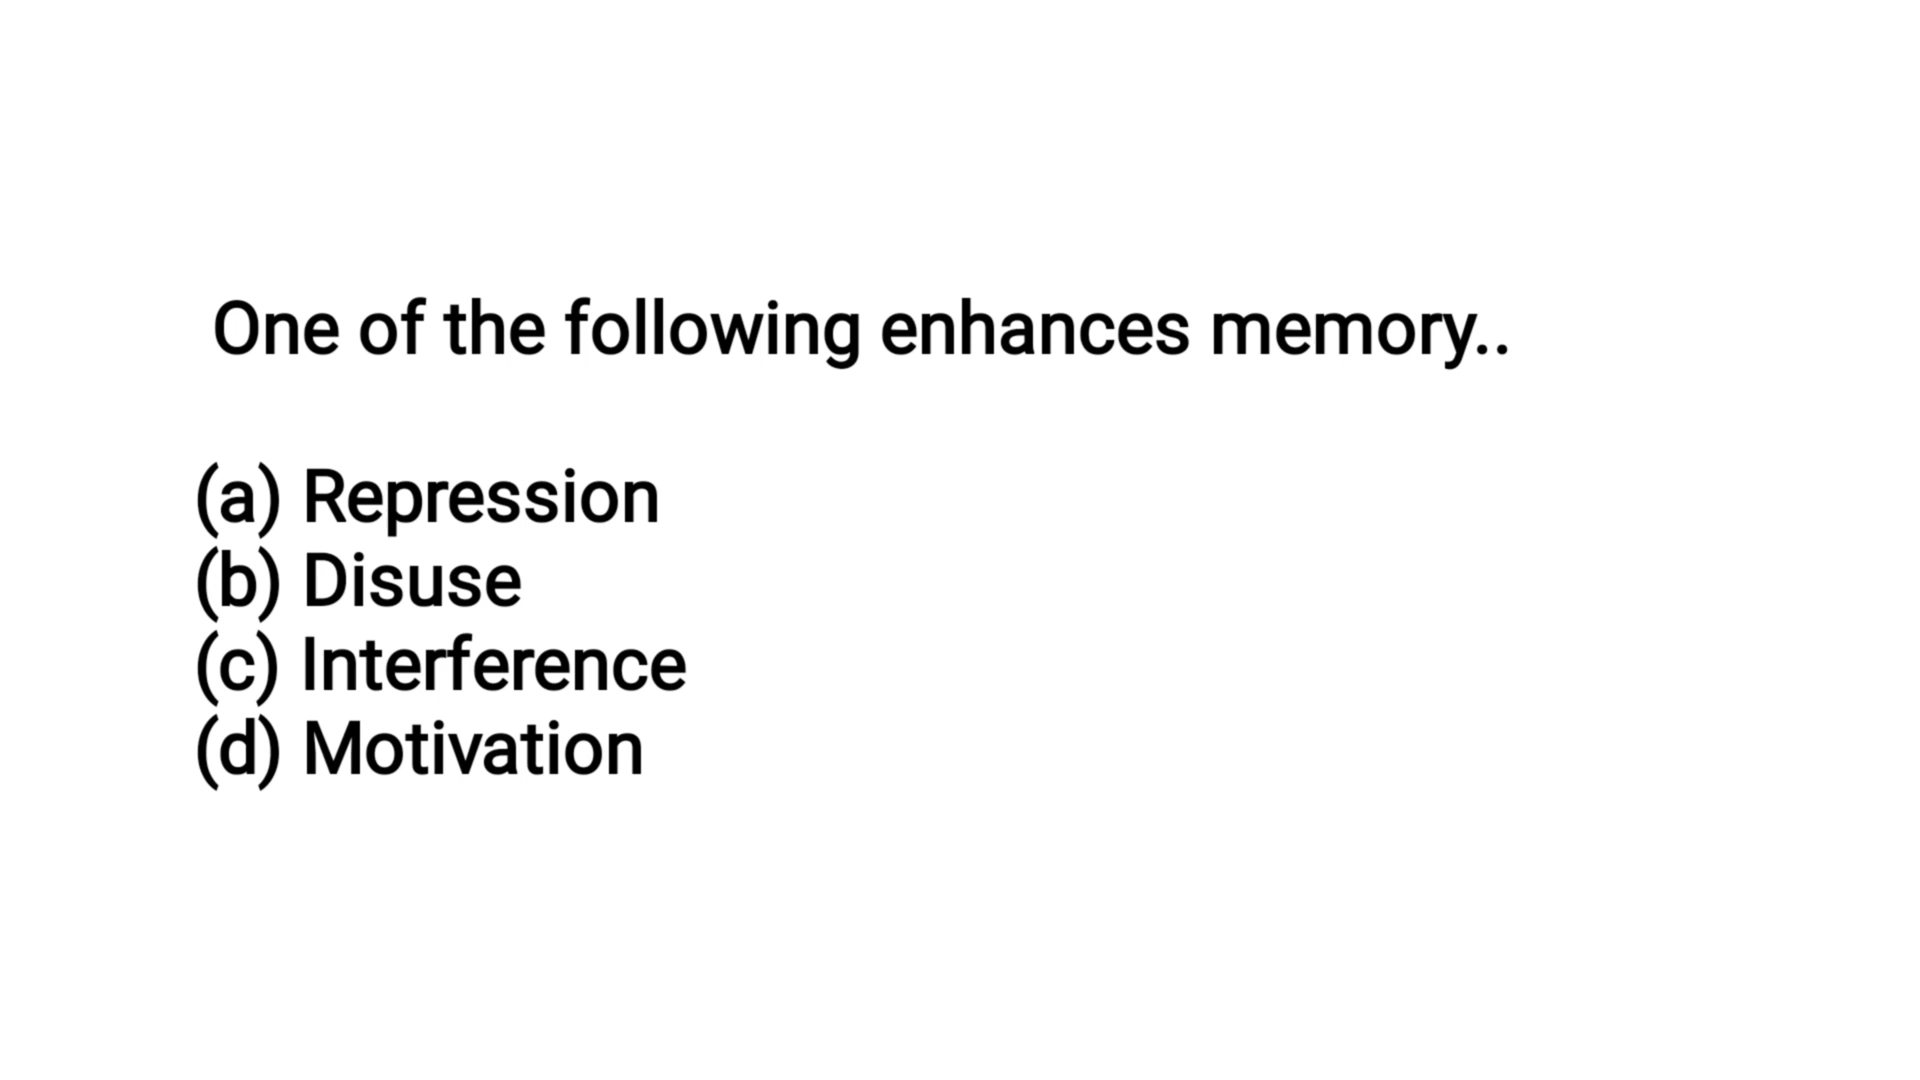 One of the following enhances memory..
(a) Repression
(b) Disuse
(c) Interference
(d) Motivation